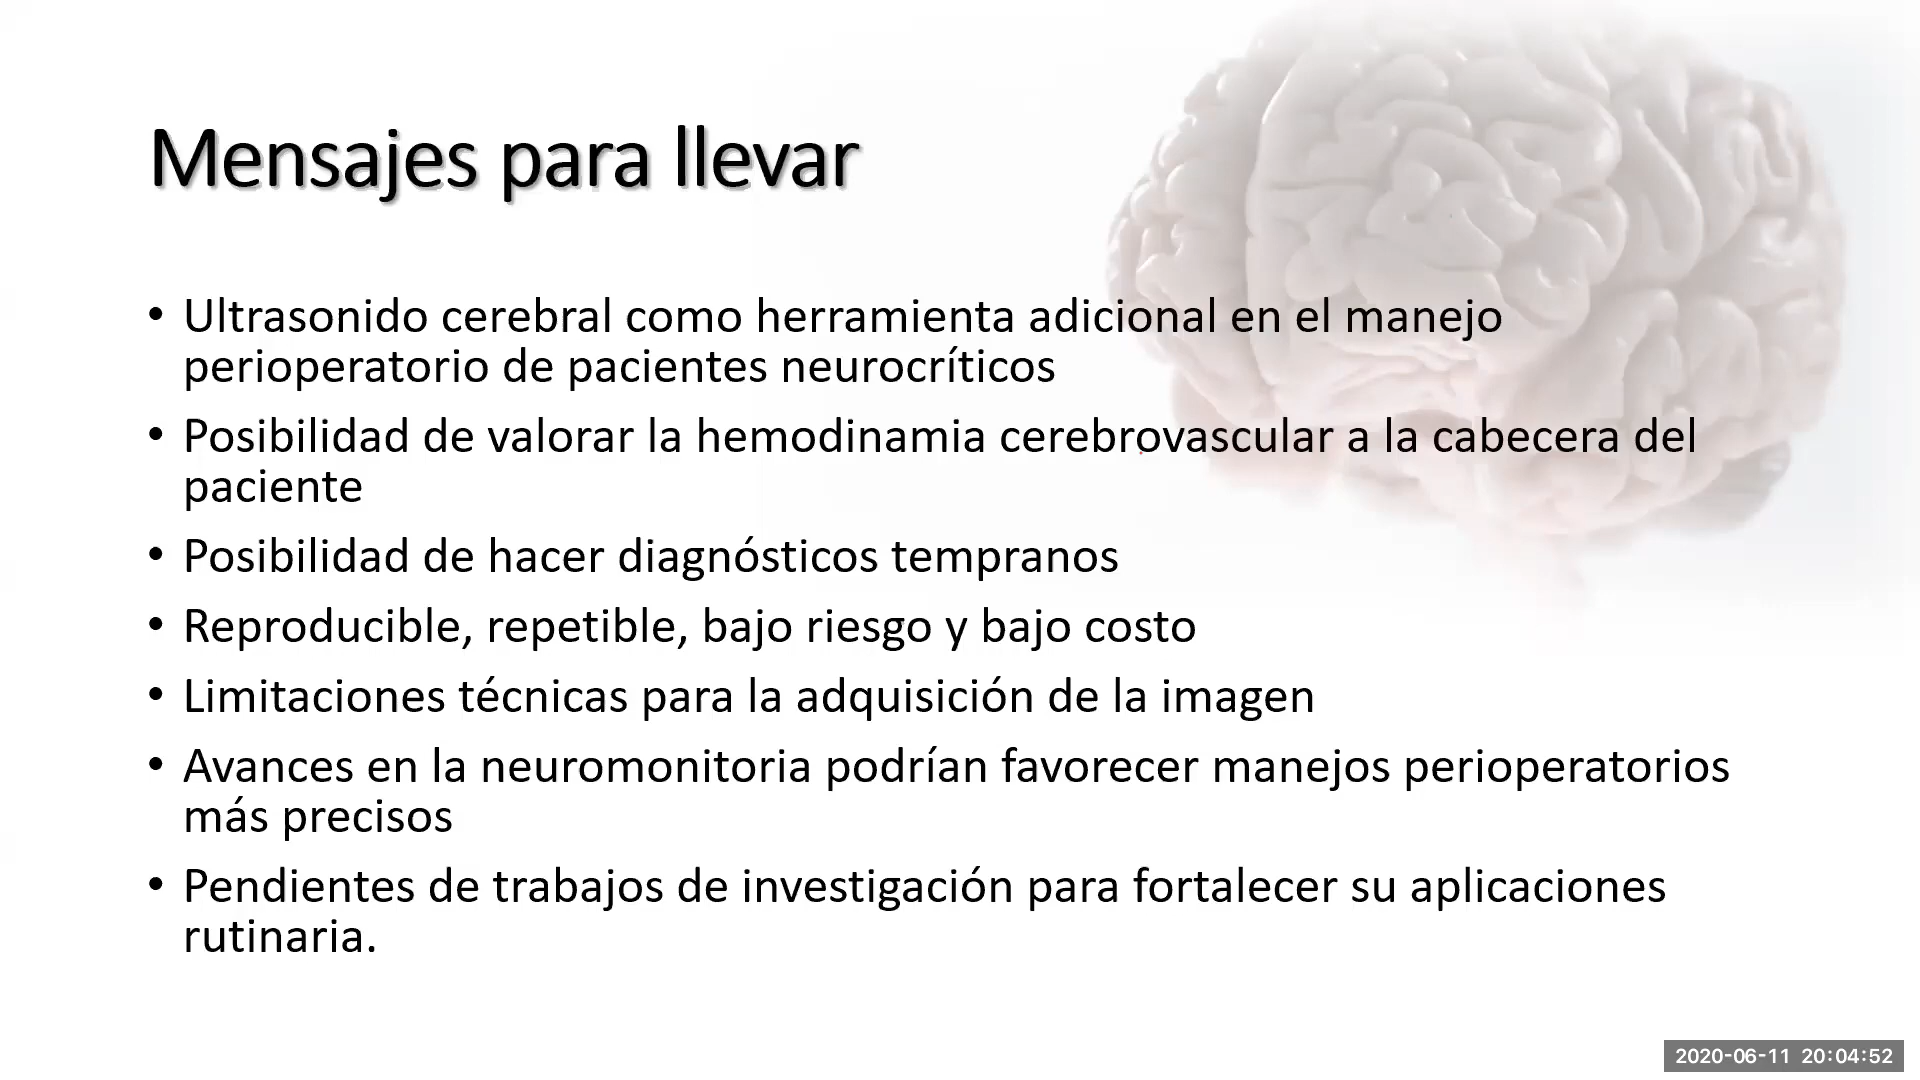 Mensajes para llevar
• Ultrasonido cerebral como herramienta adicional en el manejo
perioperatorio de pacientes neurocríticos
• Posibilidad de valorar la hemodinamia cerebrovascular a la cabecera del
paciente
• Posibilidad de hacer diagnósticos tempranos
• Reproducible, repetible, bajo riesgo y bajo costo
• Limitaciones técnicas para la adquisición de la imagen
• Avances en la neuromonitoria podrían favorecer manejos perioperatorios
más precisos
• Pendientes de trabajos de investigación para fortalecer su aplicaciones
rutinaria.
2020-06-11 20:04:52